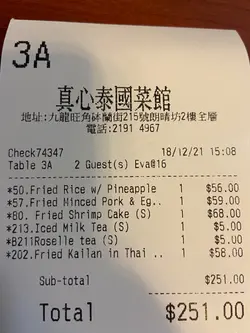 3A
真心泰國菜館
地址:九龍旺角砵蘭街215號朗晴坊2樓全層
電話:2191 4967
Check74347 18/12/21 15:08
Table 3A 2 Guest(s) Eva@16
*50.Fried Rice w/ Pineapple 1 $56.00
*57.Fried Minced Pork & Eg.. 1 $59.00
*80. Fried Shrimp Cake (S) 1 $68.00
*213.Iced Milk Tea (S) 1 $5.00
*B211Roselle tea (S) 1 $5.00
*202.Fried Kailan in Thai .. 1 $58.00
Sub-total $251.00
Total $251.00